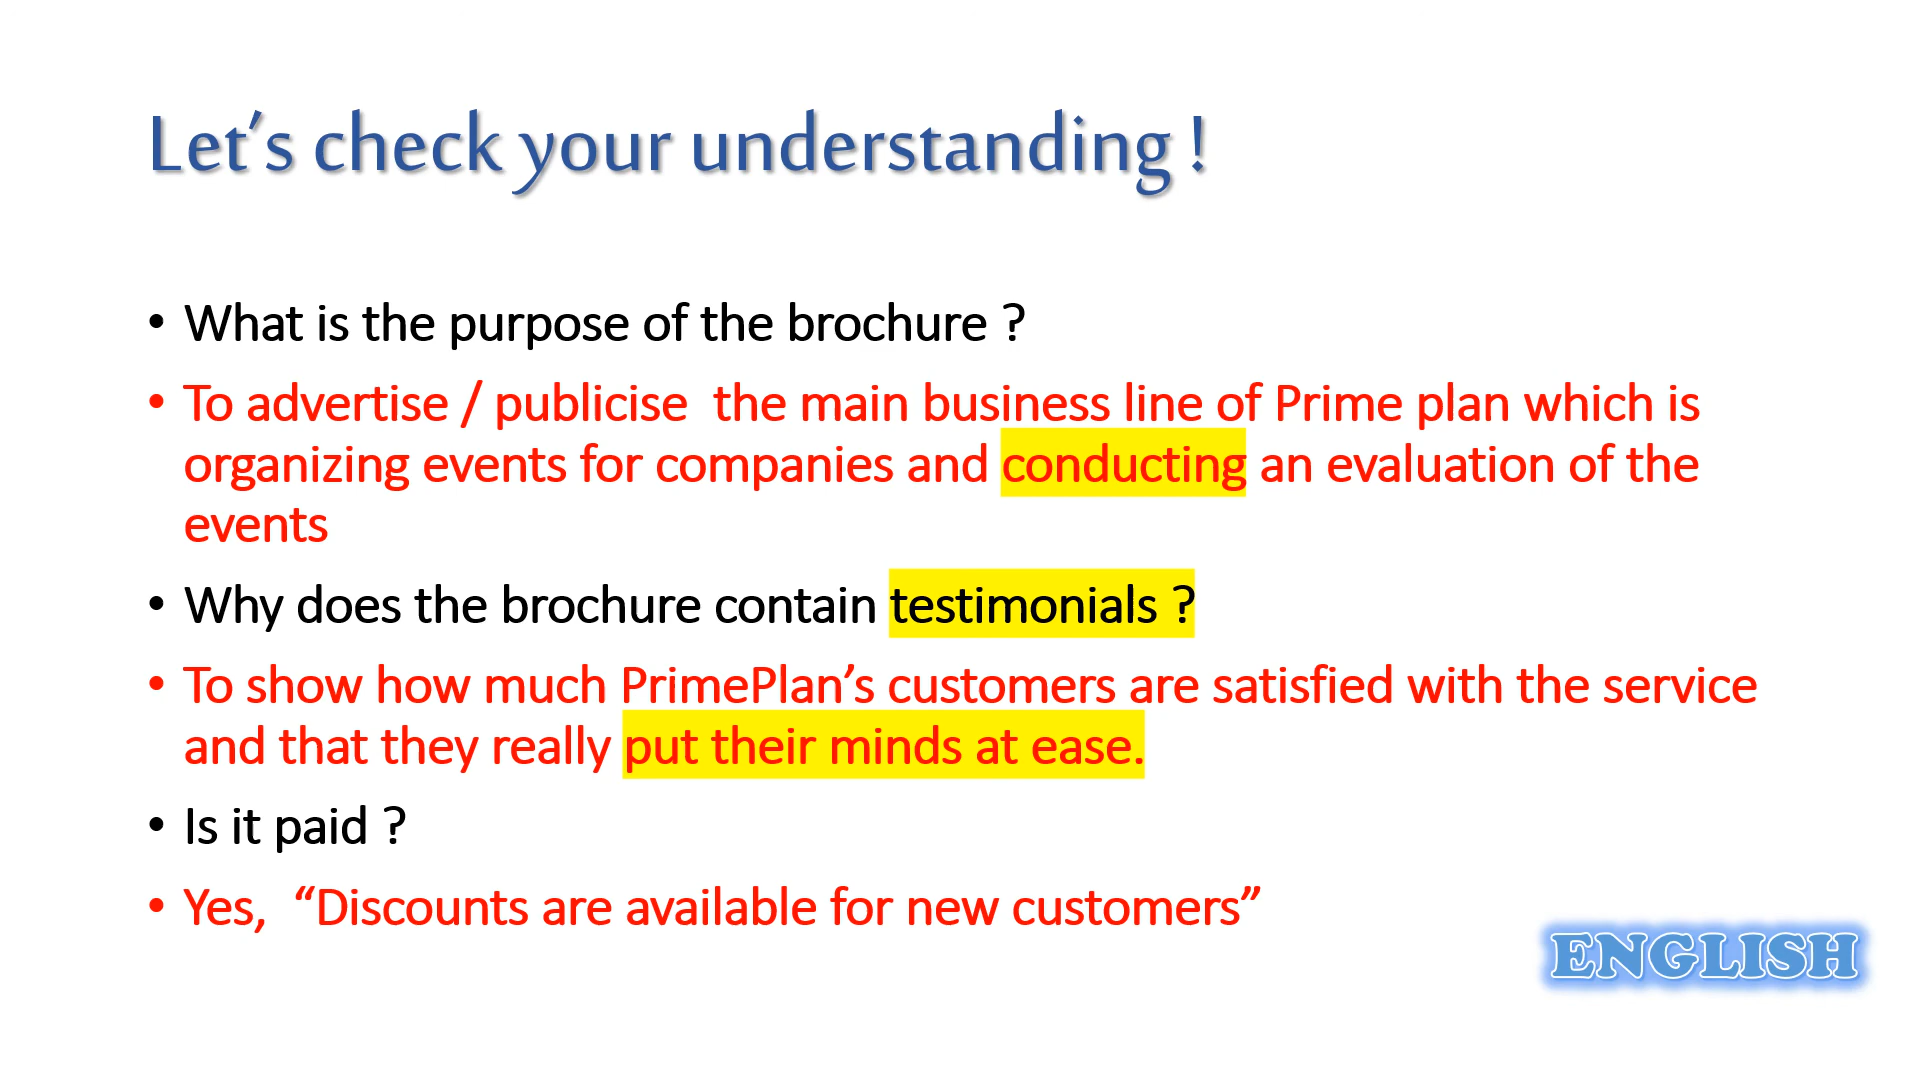 Let’s check your understanding !
• What is the purpose of the brochure ?
• To advertise / publicise  the main business line of Prime plan which is
organizing events for companies and conducting an evaluation of the
events
• Why does the brochure contain testimonials ?
• To show how much PrimePlan’s customers are satisfied with the service
and that they really put their minds at ease.
• Is it paid ?
• Yes,  “Discounts are available for new customers”
ENGLISH